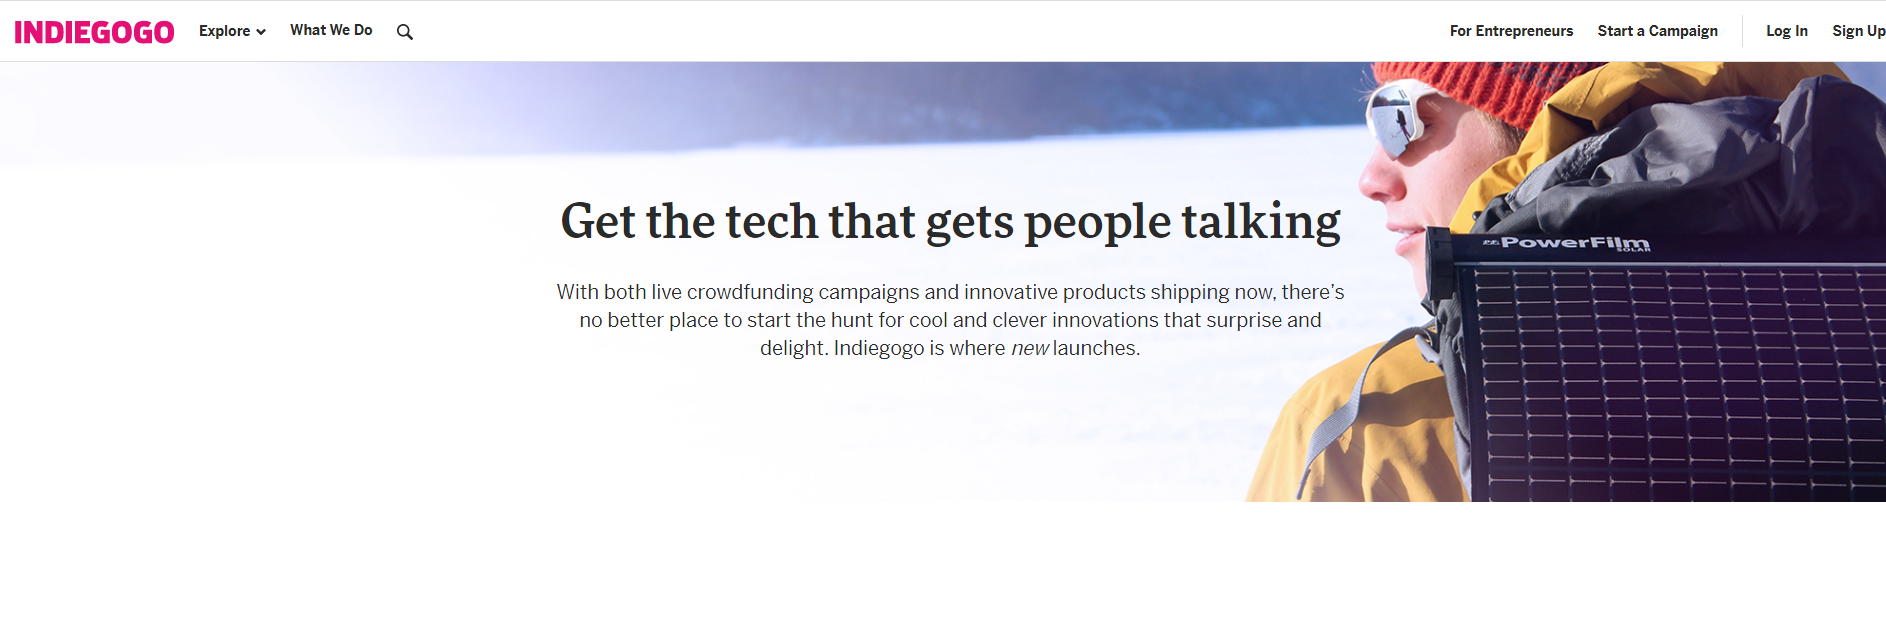 INDIEGOGO
Explore
What We Do
For Entrepreneurs
Start a Campaign
Log In
Sign Up
Get the tech that gets people talking
With both live crowdfunding campaigns and innovative products shipping now, there’s
no better place to start the hunt for cool and clever innovations that surprise and
delight. Indiegogo is where new launches.
PowerFilm
SOLAR